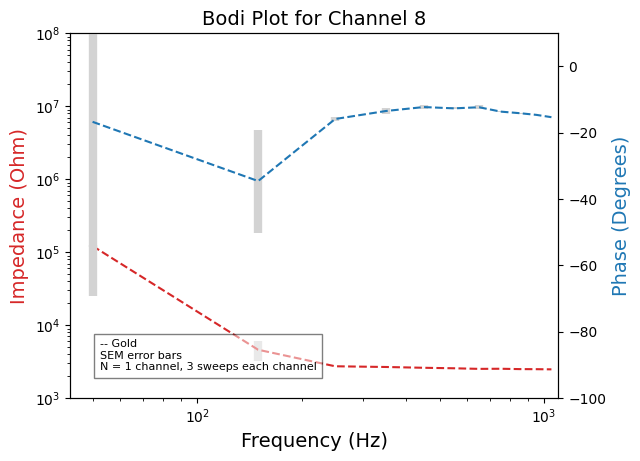 Bodi Plot for Channel 8
Impedance (Ohm)
10^8
10^7
10^6
10^5
10^4
10^3
-- Gold
SEM error bars
N = 1 channel, 3 sweeps each channel
10^2
10^3
Frequency (Hz)
0
−20
−40
−60
−80
−100
Phase (Degrees)